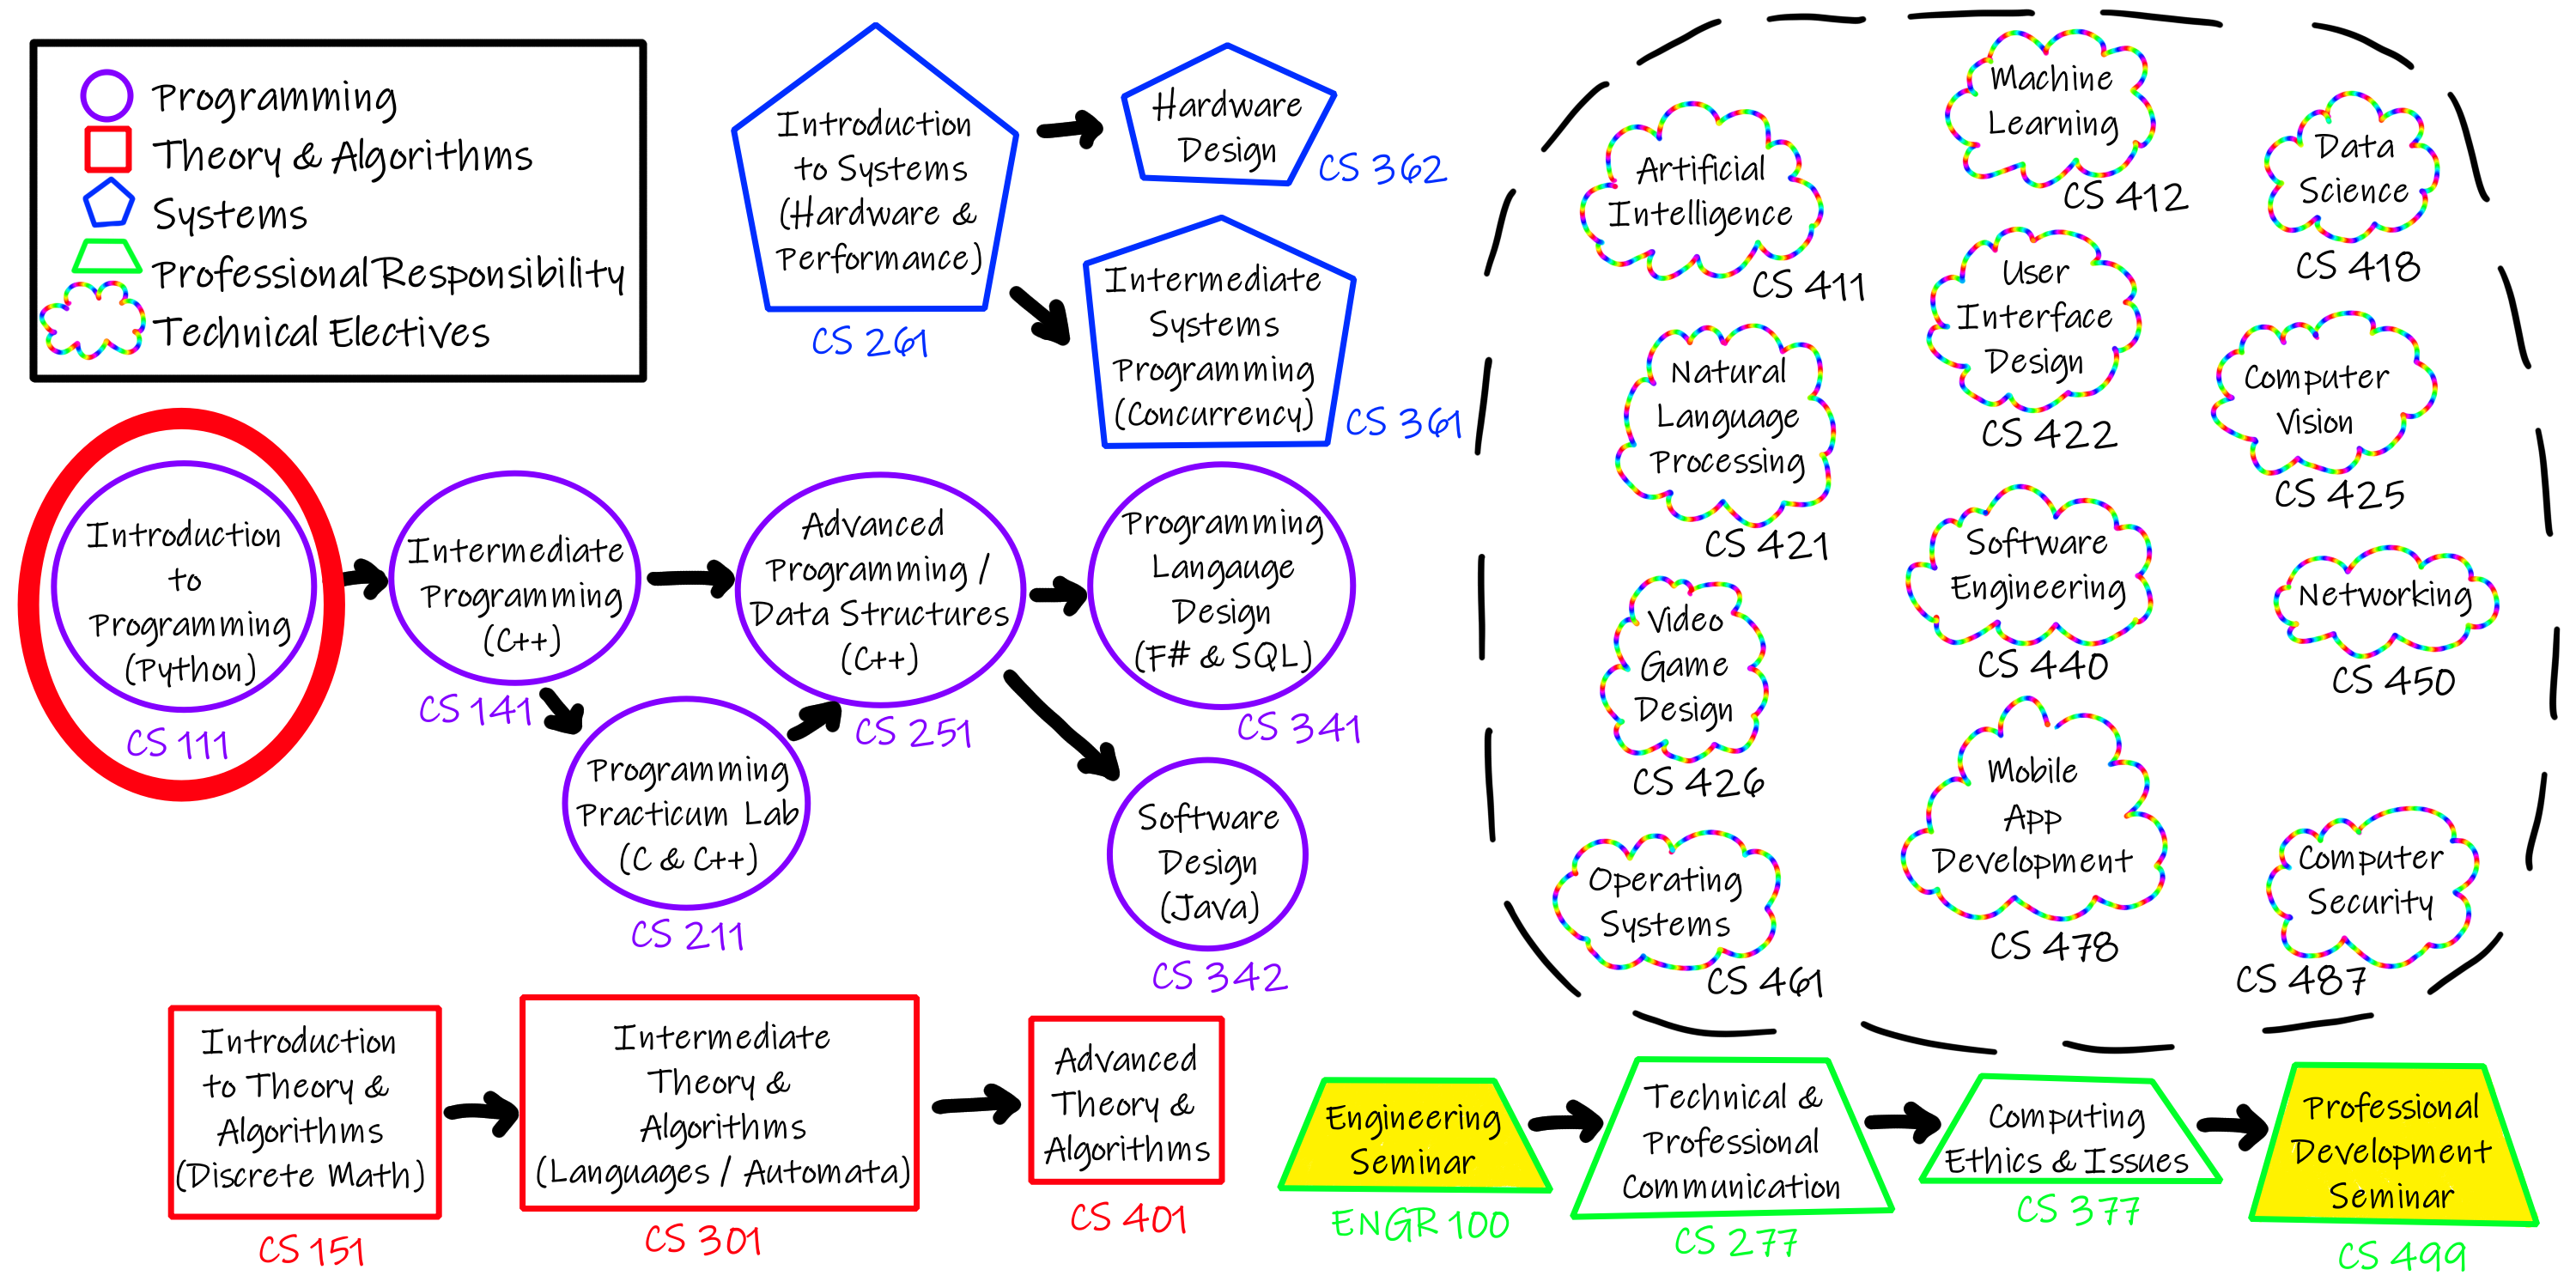 Programming
Theory & Algorithms
Systems
Professional Responsibility
Technical Electives
Introduction
to Systems
(Hardware &
Performance)
CS 261
Hardware
Design
CS 362
Intermediate
Systems
Programming
(Concurrency)
CS 361
Introduction
to
Programming
(Python)
CS 111
Intermediate
Programming
(C++)
CS 141
Programming
Practicum Lab
(C & C++)
CS 211
Advanced
Programming /
Data Structures
(C++)
CS 251
Programming
Langauge
Design
(F# & SQL)
CS 341
Software
Design
(Java)
CS 342
Introduction
to Theory &
Algorithms
(Discrete Math)
CS 151
Intermediate
Theory &
Algorithms
(Languages / Automata)
CS 301
Advanced
Theory &
Algorithms
CS 401
Artificial
Intelligence
CS 411
Machine
Learning
CS 412
Data
Science
CS 418
Natural
Language
Processing
CS 421
User
Interface
Design
CS 422
Computer
Vision
CS 425
Video
Game
Design
CS 426
Software
Engineering
CS 440
Networking
CS 450
Operating
Systems
CS 461
Mobile
App
Development
CS 478
Computer
Security
CS 487
Engineering
Seminar
ENGR 100
Technical &
Professional
Communication
CS 277
Computing
Ethics & Issues
CS 377
Professional
Development
Seminar
CS 499